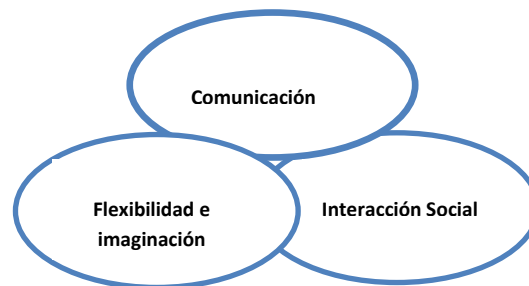 Comunicación
Flexibilidad e
imaginación
Interacción Social